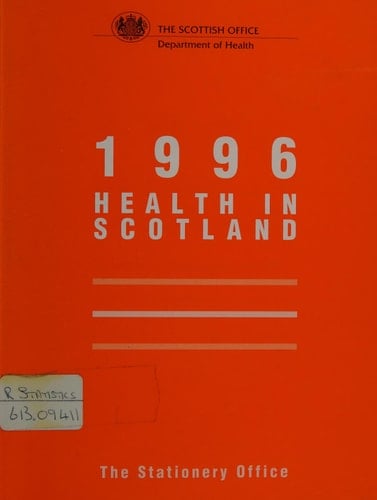 THE SCOTTISH OFFICE
Department of Health
1996
HEALTH IN
SCOTLAND
R STATISTICS
613.09411
The Stationery Office